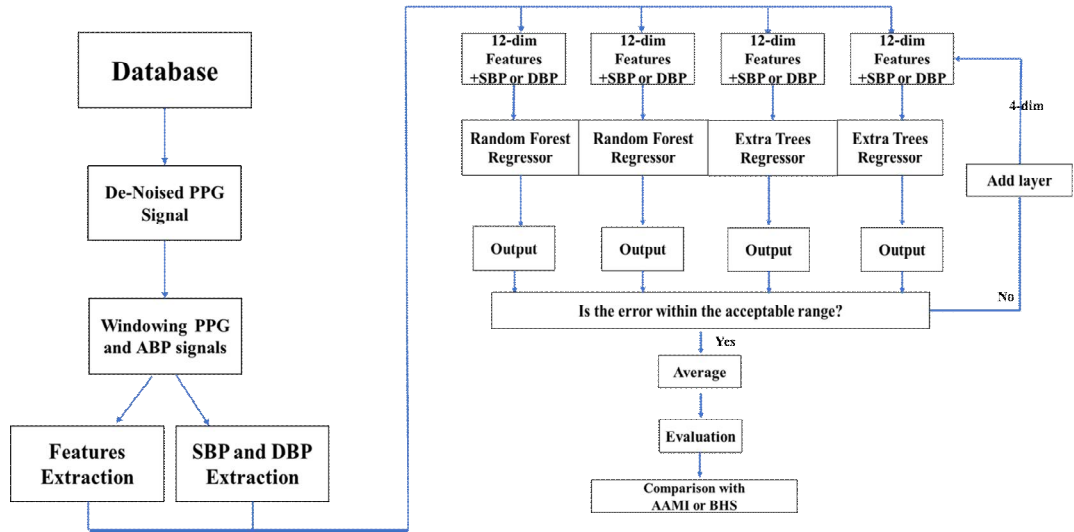 Database
De-Noised PPG
Signal
Windowing PPG
and ABP signals
Features
Extraction
SBP and DBP
Extraction
12-dim
Features
+SBP or DBP
12-dim
Features
+SBP or DBP
12-dim
Features
+SBP or DBP
12-dim
Features
+SBP or DBP
4-dim
Random Forest
Regressor
Random Forest
Regressor
Extra Trees
Regressor
Extra Trees
Regressor
Add layer
Output
Output
Output
Output
Is the error within the acceptable range?
No
Yes
Average
Evaluation
Comparison with
AAMI or BHS